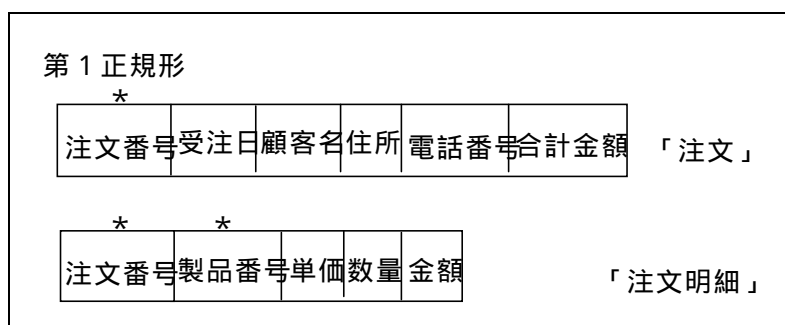 第１正規形
*
注文番号 受注日 顧客名 住所 電話番号 合計金額 「注文」
* *
注文番号 製品番号 単価 数量 金額 「注文明細」